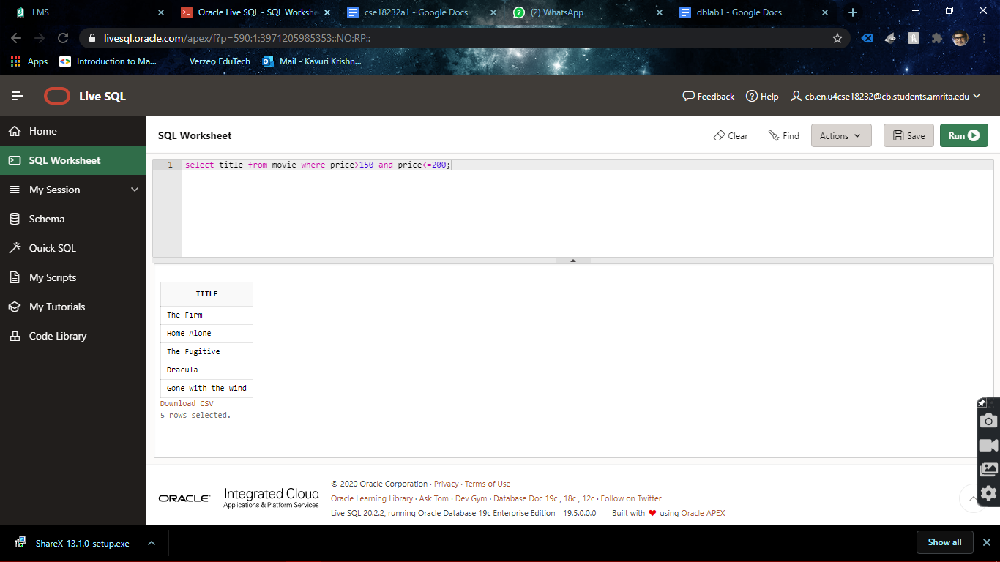 LMS
Oracle Live SQL - SQL Workshe
cse18232a1 - Google Docs
(2) WhatsApp
dblab1 - Google Docs
livesql.oracle.com/apex/f?p=590:1:3971205985353::NO:RP::
Apps
Introduction to Ma...
Verzeo EduTech
Mail - Kavuri Krishn...
Live SQL
Feedback
Help
cb.en.u4cse18232@cb.students.amrita.edu
Home
SQL Worksheet
My Session
Schema
Quick SQL
My Scripts
My Tutorials
Code Library
SQL Worksheet
Clear
Find
Actions
Save
Run
1 select title from movie where price>150 and price<=200;
TITLE
The Firm
Home Alone
The Fugitive
Dracula
Gone with the wind
Download CSV
5 rows selected.
ORACLE
Integrated Cloud
Applications & Platform Services
© 2020 Oracle Corporation · Privacy · Terms of Use
Oracle Learning Library · Ask Tom · Dev Gym · Database Doc 19c , 18c , 12c · Follow on Twitter
Live SQL 20.2.2, running Oracle Database 19c Enterprise Edition - 19.5.0.0.0 Built with ❤ using Oracle APEX
ShareX-13.1.0-setup.exe
Show all